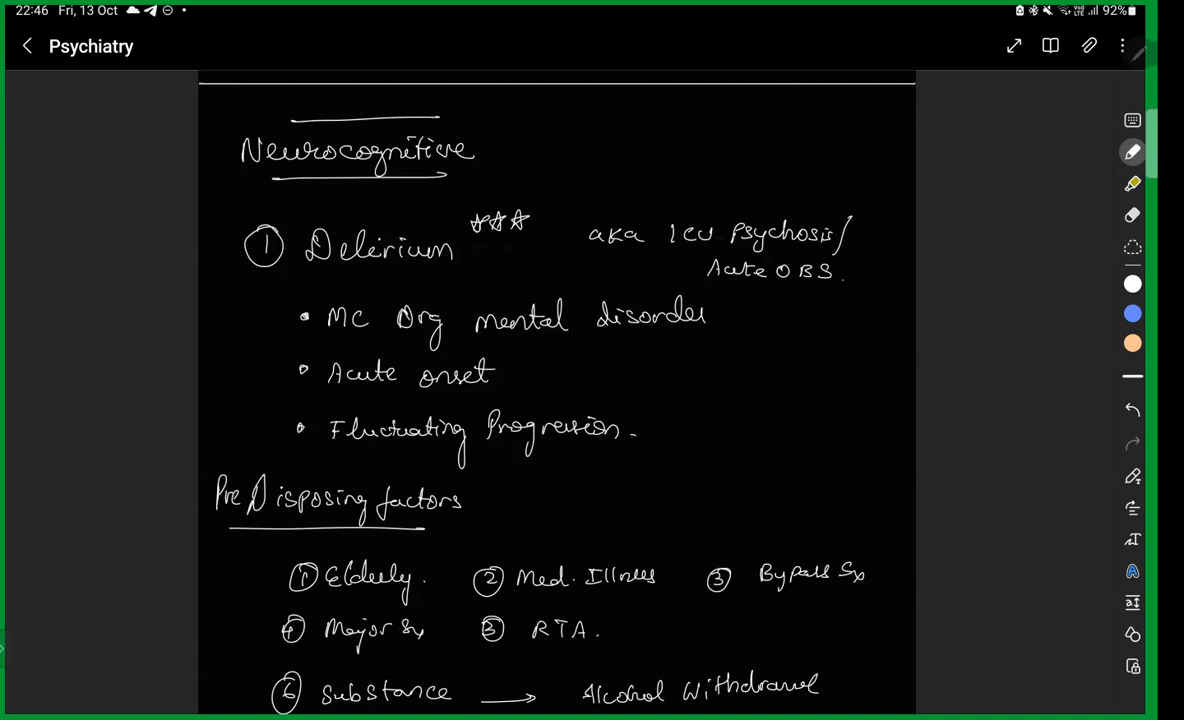 22:46 Fri, 13 Oct 92%
Psychiatry
Neurocognitive
① Delirium *** aka ICU Psychosis/
Acute OBS.
• MC Org mental disorder
• Acute onset
• Fluctuating Progression.
PreDisposing factors
① Elderly. ② Med. Illness ③ Bypass Sx
④ Major Sx ⑤ RTA.
⑥ Substance → Alcohol Withdrawal